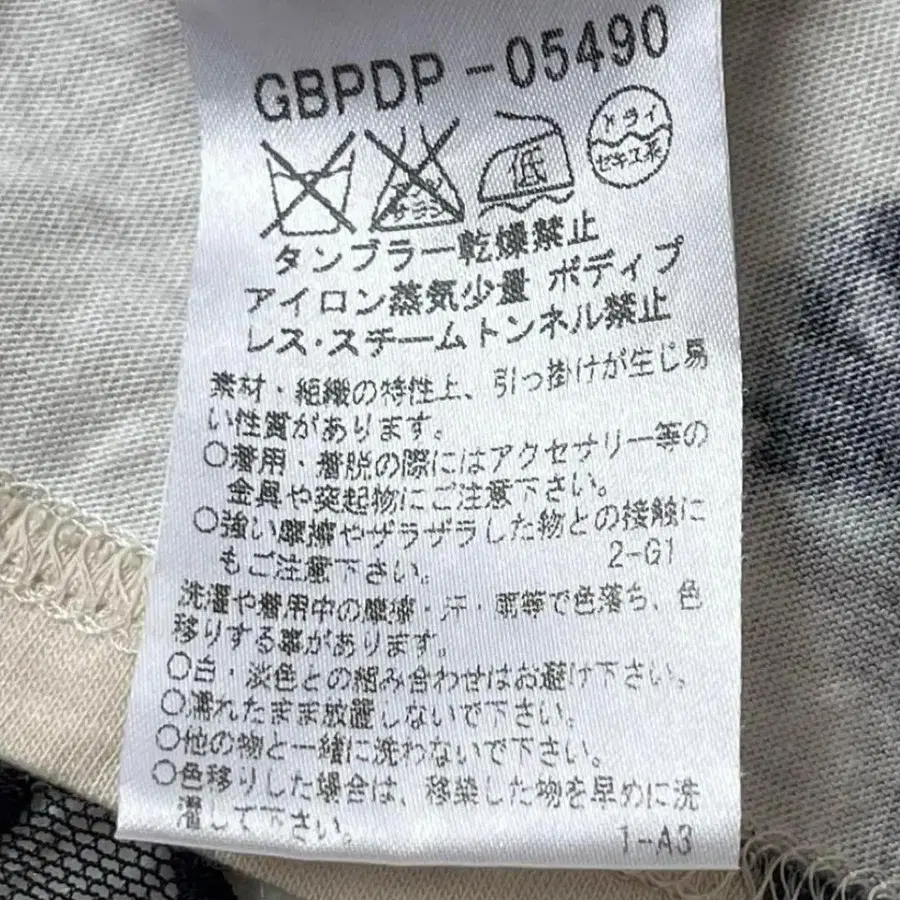 GBPDP-05490
エンソ サラシ
低
ドライ
セキユ系
タンブラー乾燥禁止
アイロン蒸気少量 ボディプ
レス・スチームトンネル禁止
素材・組織の特性上、引っ掛けが生じ易
い性質があります。
○着用・着脱の際にはアクセサリー等の
金具や突起物にご注意下さい。
○強い摩擦やザラザラした物との接触に
もご注意下さい。
2-G1
洗濯や着用中の摩擦・汗・雨等で色落ち、色
移りする事があります。
○白・淡色との組み合わせはお避け下さい。
○濡れたまま放置しないで下さい。
○他の物と一緒に洗わないで下さい。
○色移りした場合は、移染した物を早めに洗
濯して下さい。
1-A3